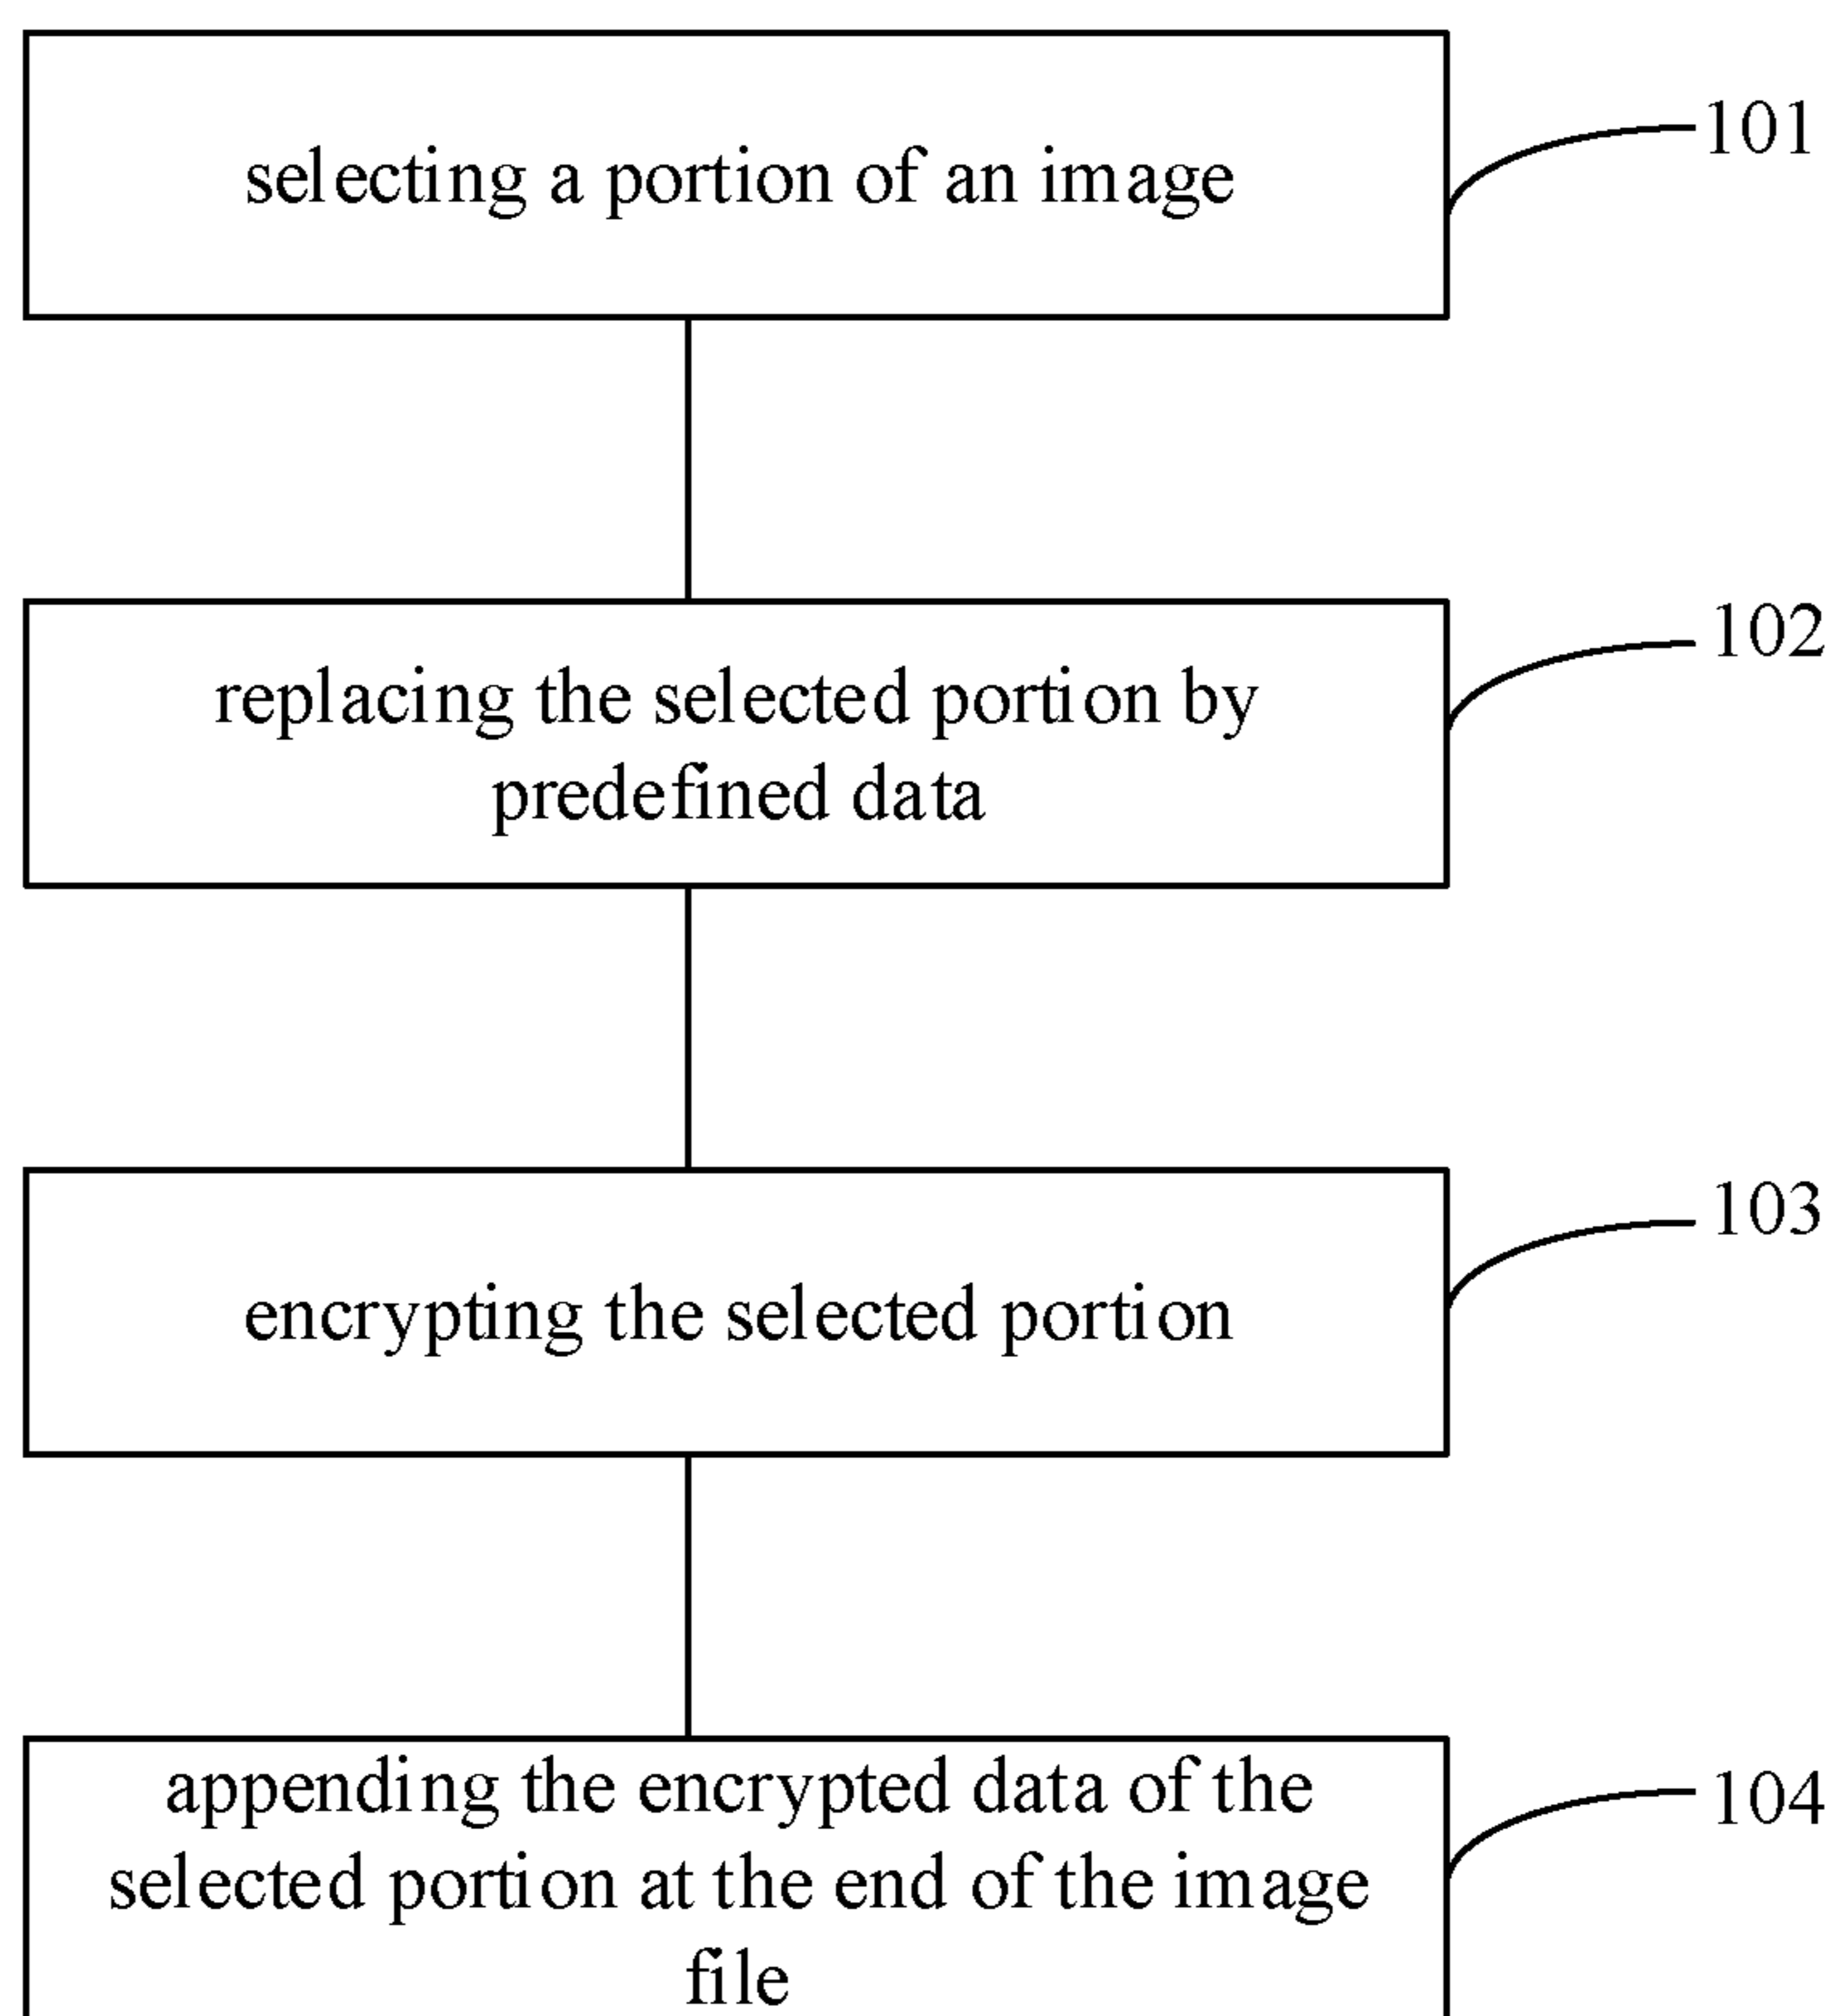 selecting a portion of an image
101
replacing the selected portion by
predefined data
102
encrypting the selected portion
103
appending the encrypted data of the
selected portion at the end of the image
file
104